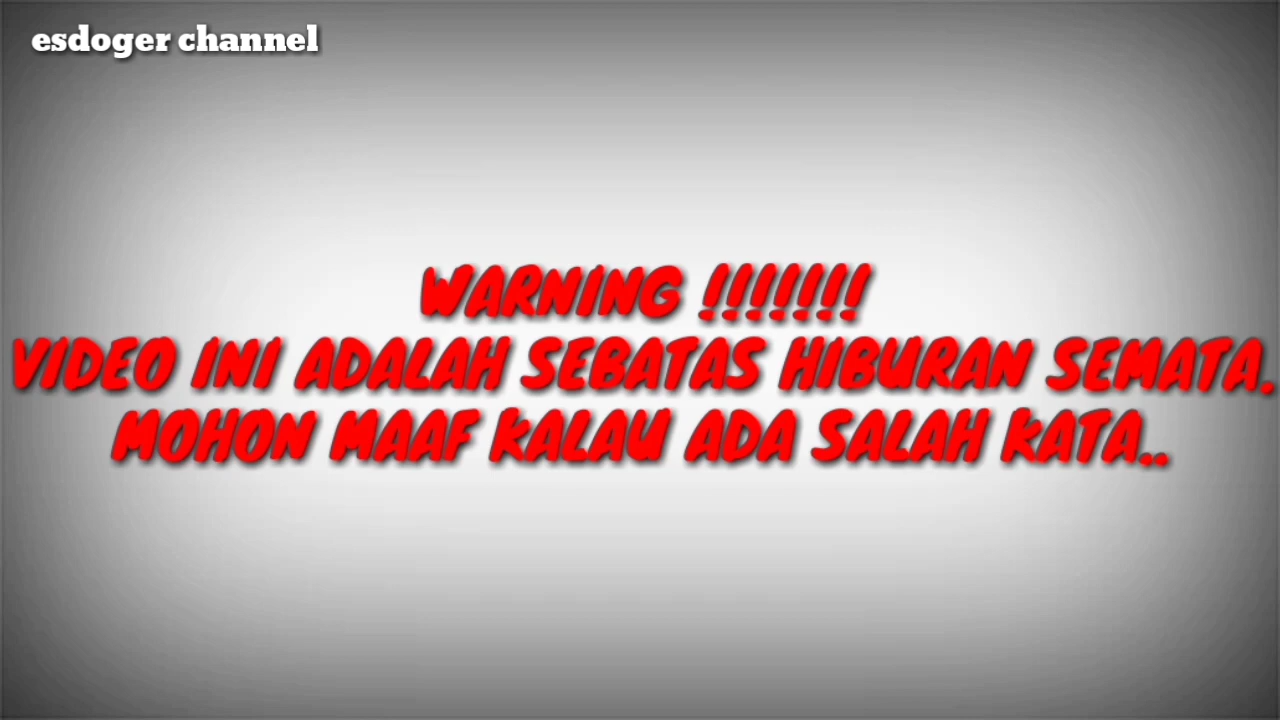 esdoger channel
WARNING !!!!!!!
VIDEO INI ADALAH SEBATAS HIBURAN SEMATA.
MOHON MAAF KALAU ADA SALAH KATA..